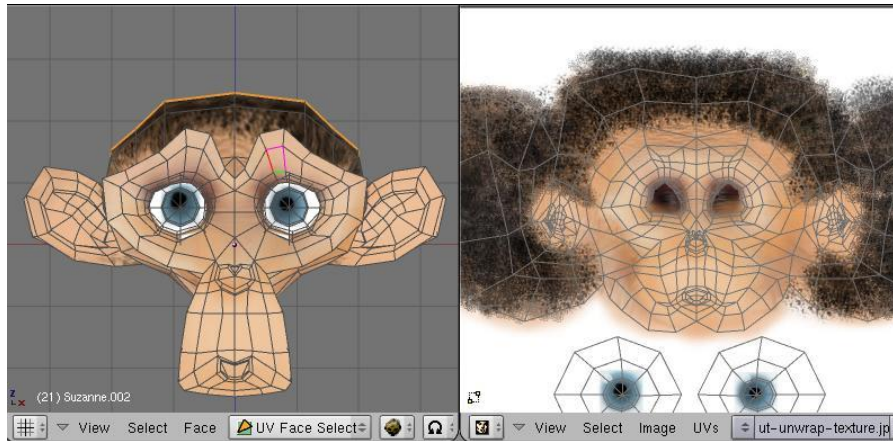 z
x
(21) Suzanne.002
View Select Face UV Face Select
View Select Image UVs ut-unwrap-texture.jp